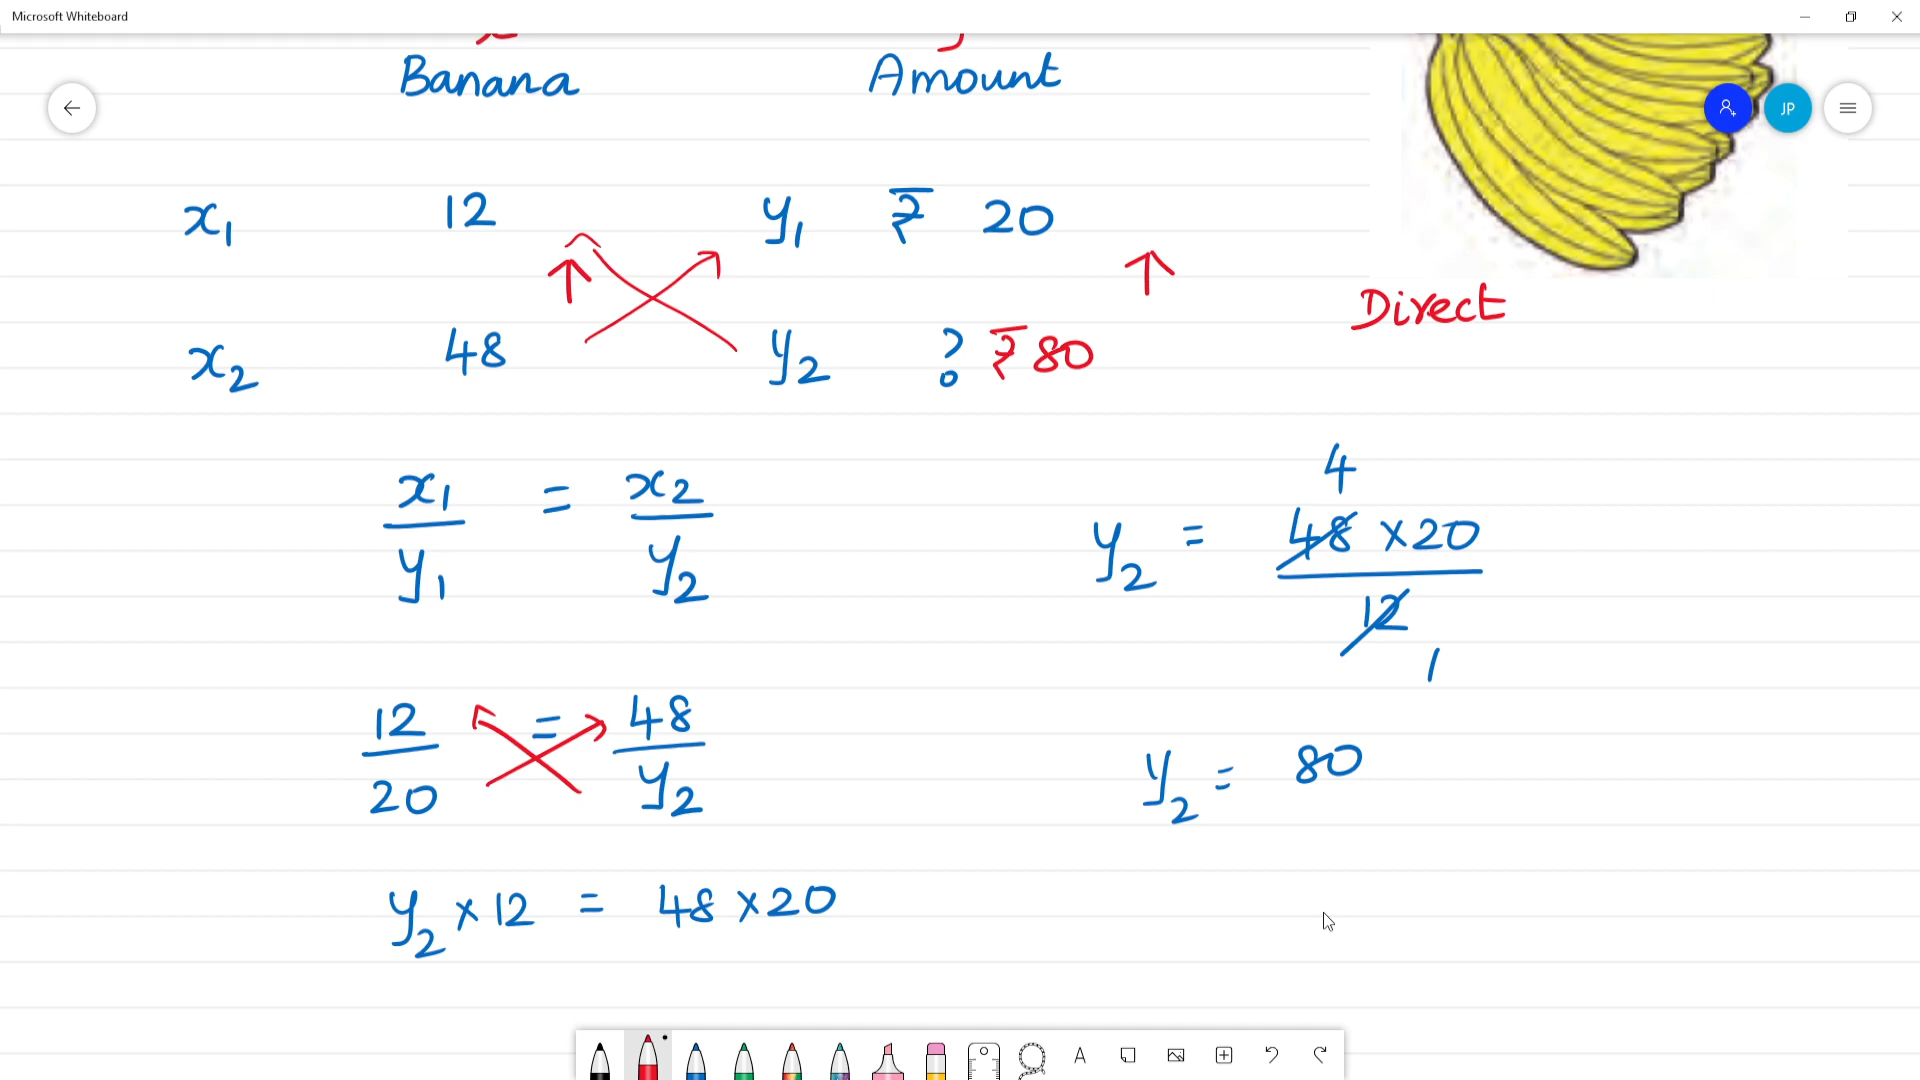 Microsoft Whiteboard
Banana Amount
JP
x₁ 12 y₁ ₹ 20
Direct
x₂ 48 y₂ ? ₹ 80
x₁/y₁ = x₂/y₂
4
y₂ = 48 × 20 / 12
1
12/20 = 48/y₂
y₂ = 80
y₂ × 12 = 48 × 20
A